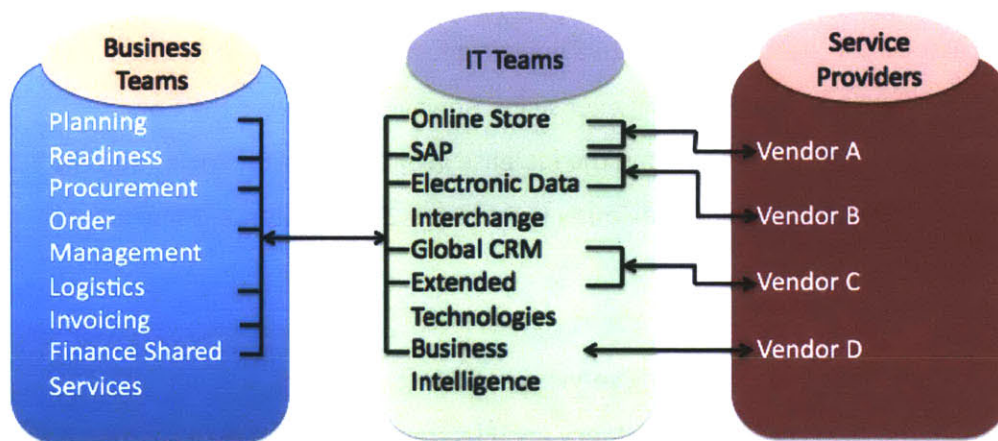 Business
Teams
Planning
Readiness
Procurement
Order
Management
Logistics
Invoicing
Finance Shared
Services
IT Teams
Online Store
SAP
Electronic Data
Interchange
Global CRM
Extended
Technologies
Business
Intelligence
Service
Providers
Vendor A
Vendor B
Vendor C
Vendor D